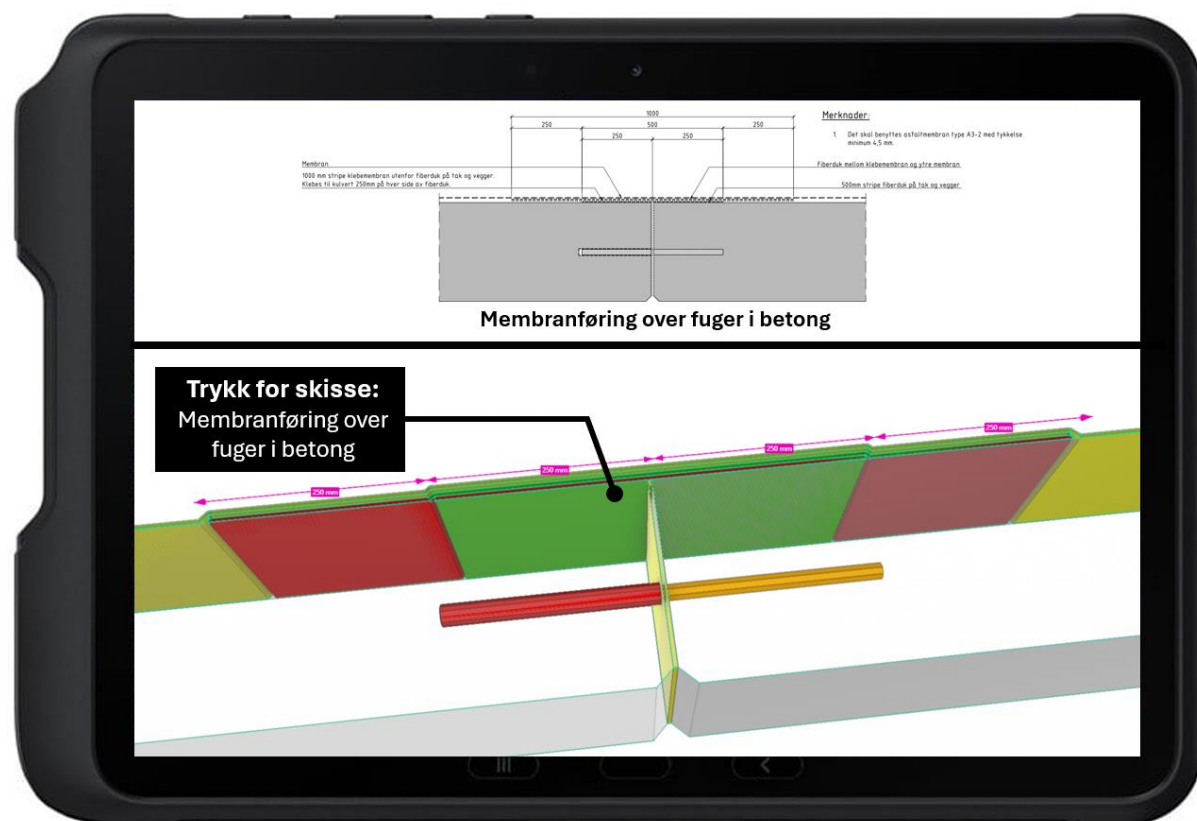 1000
250
500
250
250
250
Merknader:
1. Det skal benyttes asfaltmembran type A3-2 med tykkelse
minimum 4,5 mm.
Membran
1000 mm stripe klebemembran utenfor fiberduk på tak og vegger.
Klebes til kulvert 250mm på hver side av fiberduk.
Fiberduk mellom klebemembran og ytre membran.
500mm stripe fiberduk på tak og vegger.
Membranføring over fuger i betong
Trykk for skisse:
Membranføring over
fuger i betong
250 mm
250 mm
250 mm
250 mm